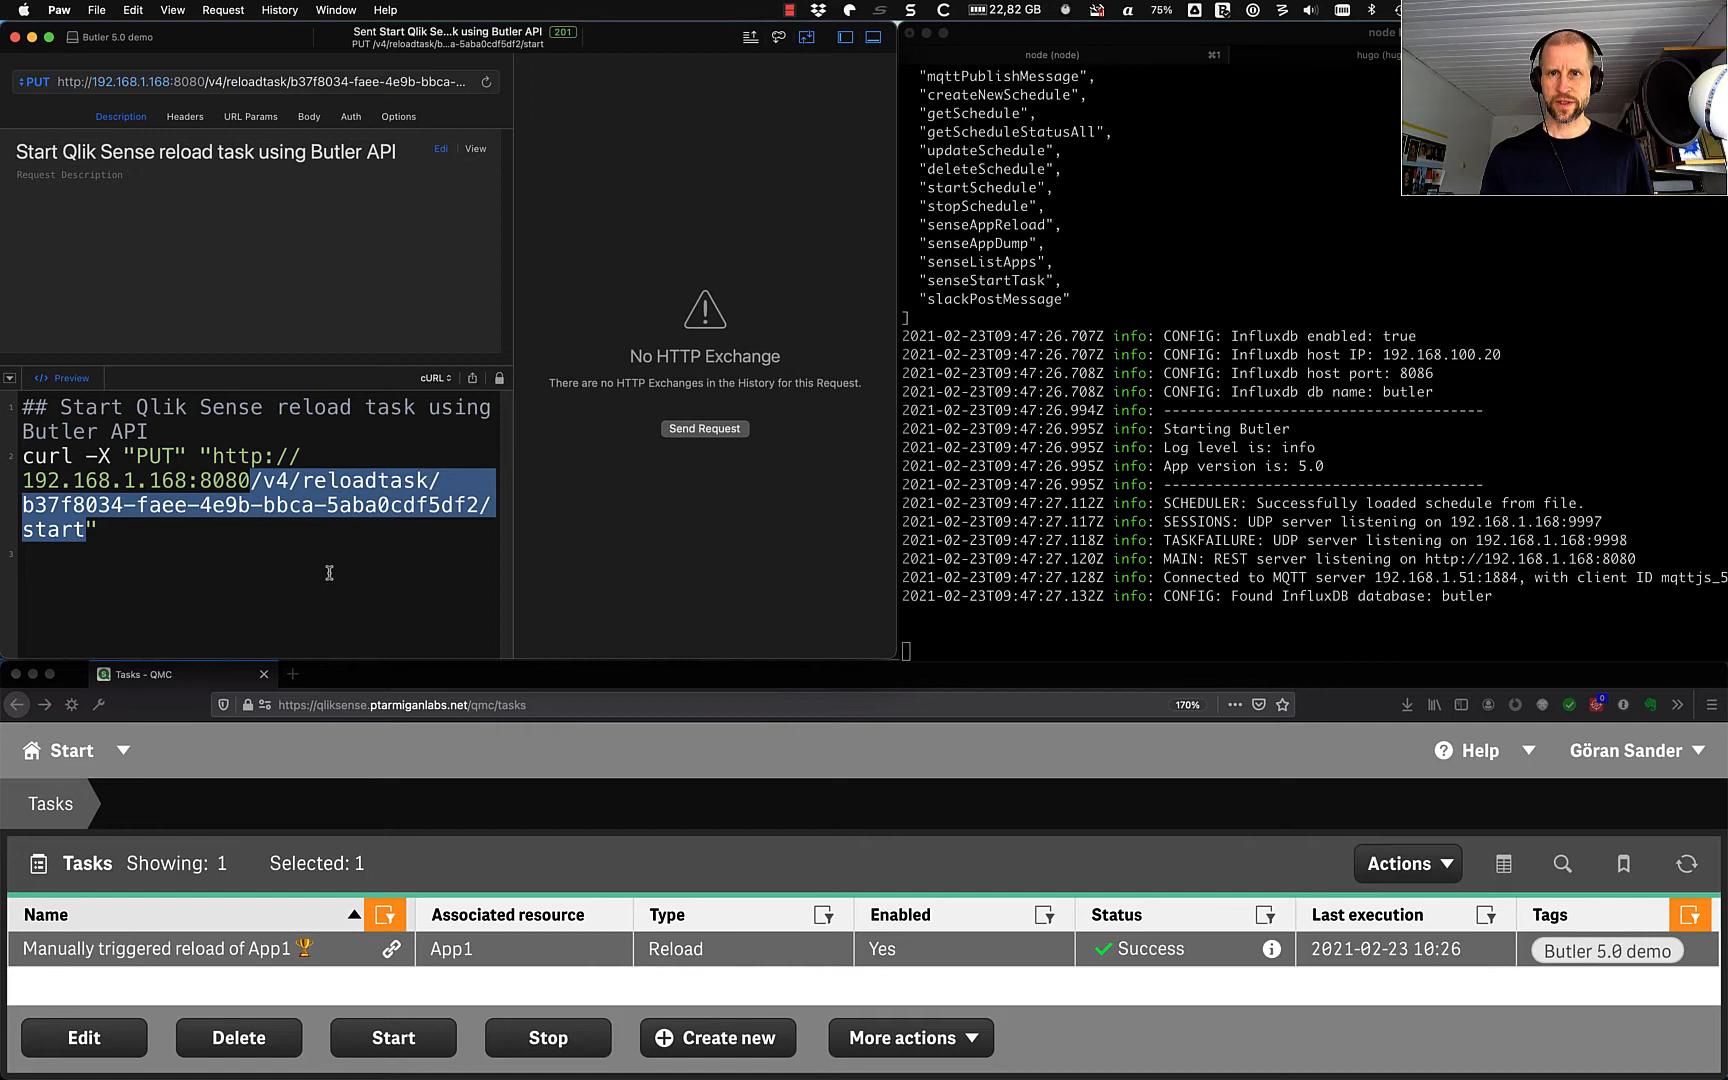 Paw File Edit View Request History Window Help 22,82 GB 75%
Butler 5.0 demo
Sent Start Qlik Se...k using Butler API 201
PUT /v4/reloadtask/b...a-5aba0cdf5df2/start
PUT http://192.168.1.168:8080/v4/reloadtask/b37f8034-faee-4e9b-bbca-...
Description Headers URL Params Body Auth Options
Start Qlik Sense reload task using Butler API
Edi View
Request Description
No HTTP Exchange
There are no HTTP Exchanges in the History for this Request.
Send Request
</> Preview cURL
1 ## Start Qlik Sense reload task using
Butler API
2 curl -X "PUT" "http://
192.168.1.168:8080/v4/reloadtask/
b37f8034-faee-4e9b-bbca-5aba0cdf5df2/
start"
3
node
node (node) ⌘1 hugo (hug
"mqttPublishMessage",
"createNewSchedule",
"getSchedule",
"getScheduleStatusAll",
"updateSchedule",
"deleteSchedule",
"startSchedule",
"stopSchedule",
"senseAppReload",
"senseAppDump",
"senseListApps",
"senseStartTask",
"slackPostMessage"
]
2021-02-23T09:47:26.707Z info: CONFIG: Influxdb enabled: true
2021-02-23T09:47:26.707Z info: CONFIG: Influxdb host IP: 192.168.100.20
2021-02-23T09:47:26.708Z info: CONFIG: Influxdb host port: 8086
2021-02-23T09:47:26.708Z info: CONFIG: Influxdb db name: butler
2021-02-23T09:47:26.994Z info: -----------------------------------
2021-02-23T09:47:26.995Z info: Starting Butler
2021-02-23T09:47:26.995Z info: Log level is: info
2021-02-23T09:47:26.995Z info: App version is: 5.0
2021-02-23T09:47:26.995Z info: -----------------------------------
2021-02-23T09:47:27.110Z info: SCHEDULER: Successfully loaded schedule from file.
2021-02-23T09:47:27.117Z info: SESSIONS: UDP server listening on 192.168.1.168:9997
2021-02-23T09:47:27.118Z info: TASKFAILURE: UDP server listening on 192.168.1.168:9998
2021-02-23T09:47:27.120Z info: MAIN: REST server listening on http://192.168.1.168:8080
2021-02-23T09:47:27.128Z info: Connected to MQTT server 192.168.1.51:1884, with client ID mqttjs_5
2021-02-23T09:47:27.132Z info: CONFIG: Found InfluxDB database: butler
Tasks - QMC
https://qliksense.ptarmiganlabs.net/qmc/tasks 170% 0
Start Help Göran Sander
Tasks
Tasks Showing: 1 Selected: 1 Actions
Name Associated resource Type Enabled Status Last execution Tags
Manually triggered reload of App1 🏆 App1 Reload Yes Success 2021-02-23 10:26 Butler 5.0 demo
Edit Delete Start Stop Create new More actions